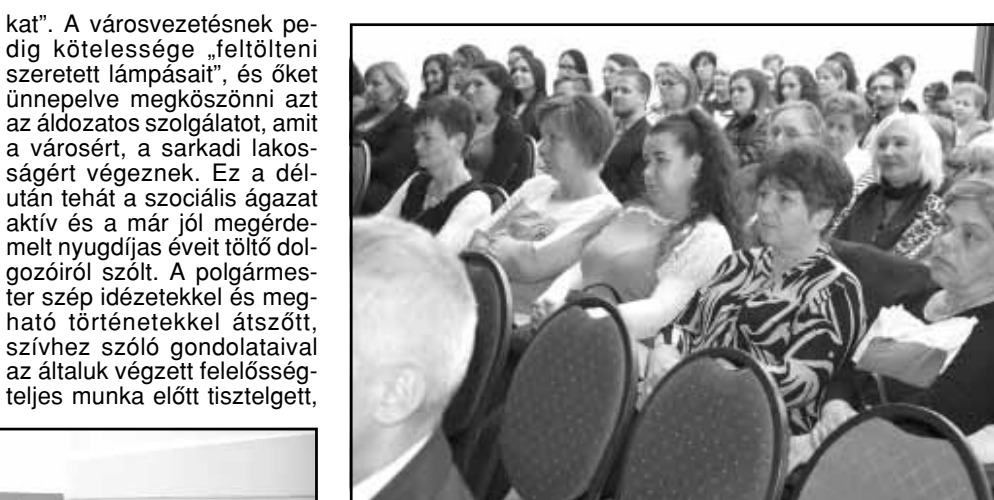 kat”. A városvezetésnek pe-
dig kötelessége „feltölteni
szeretett lámpásait”, és őket
ünnepelve megköszönni azt
az áldozatos szolgálatot, amit
a városért, a sarkadi lakos-
ságért végeznek. Ez a dél-
után tehát a szociális ágazat
aktív és a már jól megérde-
melt nyugdíjas éveit töltő dol-
gozóiról szólt. A polgármes-
ter szép idézetekkel és meg-
ható történetekkel átszőtt,
szívhez szóló gondolataival
az általuk végzett felelősség-
teljes munka előtt tisztelgett,